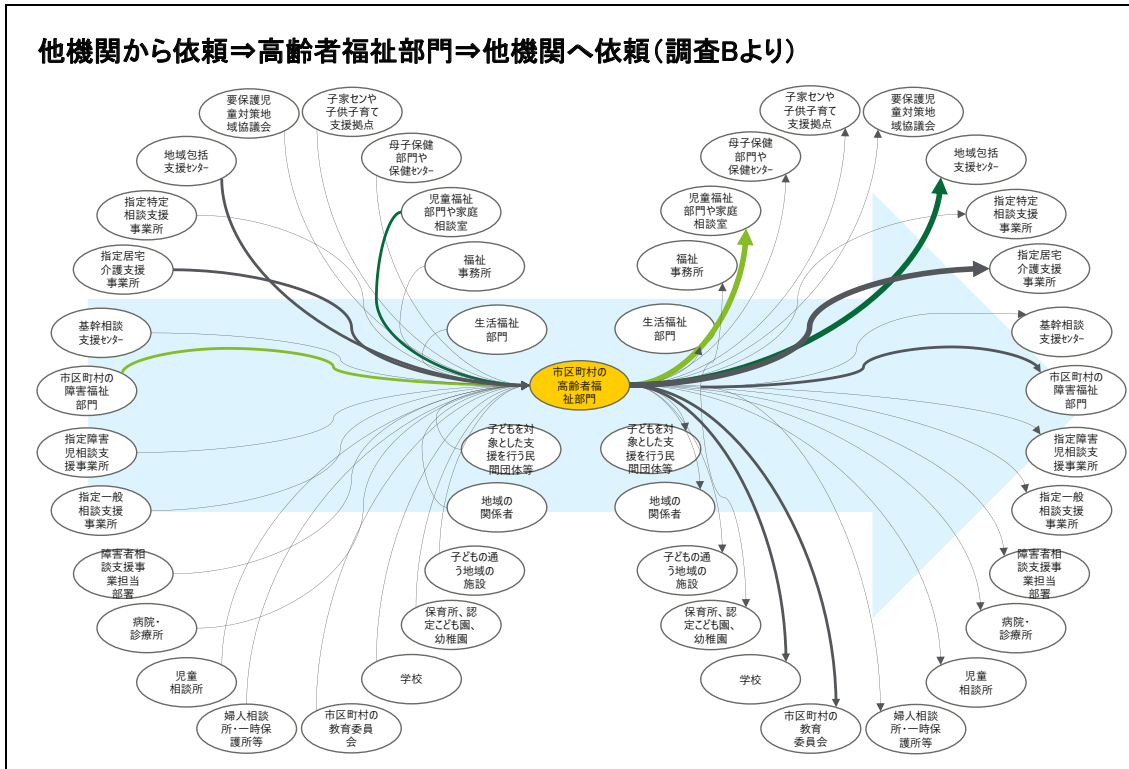 他機関から依頼⇒高齢者福祉部門⇒他機関へ依頼(調査Bより)
要保護児
童対策地
域協議会
子家センや
子供子育て
支援拠点
母子保健
部門や
保健センター
地域包括
支援センター
児童福祉
部門や家庭
相談室
指定特定
相談支援
事業所
福祉
事務所
指定居宅
介護支援
事業所
生活福祉
部門
基幹相談
支援センター
市区町村の
障害福祉
部門
指定障害
児相談支
援事業所
指定一般
相談支援
事業所
障害者相
談支援事
業担当
部署
病院・
診療所
児童
相談所
婦人相談
所・一時保
護所等
市区町村の
教育委員
会
学校
保育所、認
定こども園、
幼稚園
子どもの通
う地域の
施設
地域の
関係者
子どもを対
象とした支
援を行う民
間団体等
市区町村の
高齢者福
祉部門
子家センや
子供子育て
支援拠点
要保護児
童対策地
域協議会
母子保健
部門や
保健センター
地域包括
支援センター
児童福祉
部門や家庭
相談室
指定特定
相談支援
事業所
福祉
事務所
指定居宅
介護支援
事業所
生活福祉
部門
基幹相談
支援センター
市区町村の
障害福祉
部門
子どもを対
象とした支
援を行う民
間団体等
指定障害
児相談支
援事業所
地域の
関係者
指定一般
相談支援
事業所
子どもの通
う地域の
施設
障害者相
談支援事
業担当
部署
保育所、認
定こども園、
幼稚園
病院・
診療所
学校
児童
相談所
市区町村の
教育
委員会
婦人相談
所・一時保
護所等